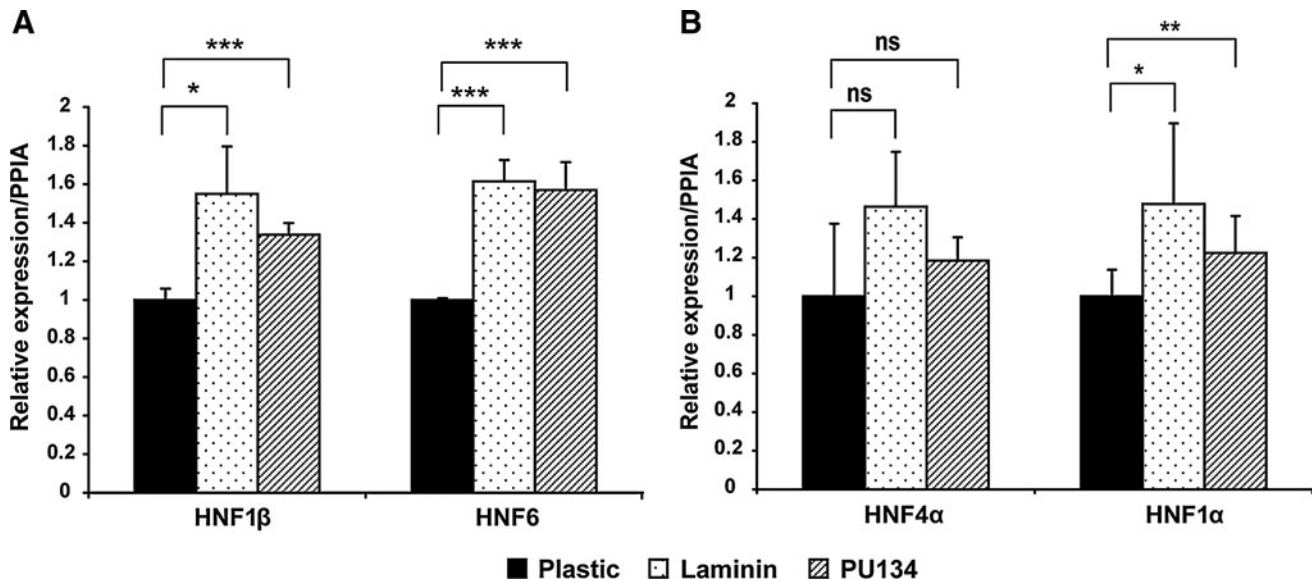 A
B
***
***
*
***
ns
**
ns
*
Relative expression/PPIA
2
1.8
1.6
1.4
1.2
1
0.8
0.6
0.4
0.2
0
HNF1β
HNF6
Relative expression/PPIA
2
1.8
1.6
1.4
1.2
1
0.8
0.6
0.4
0.2
0
HNF4α
HNF1α
Plastic Laminin PU134